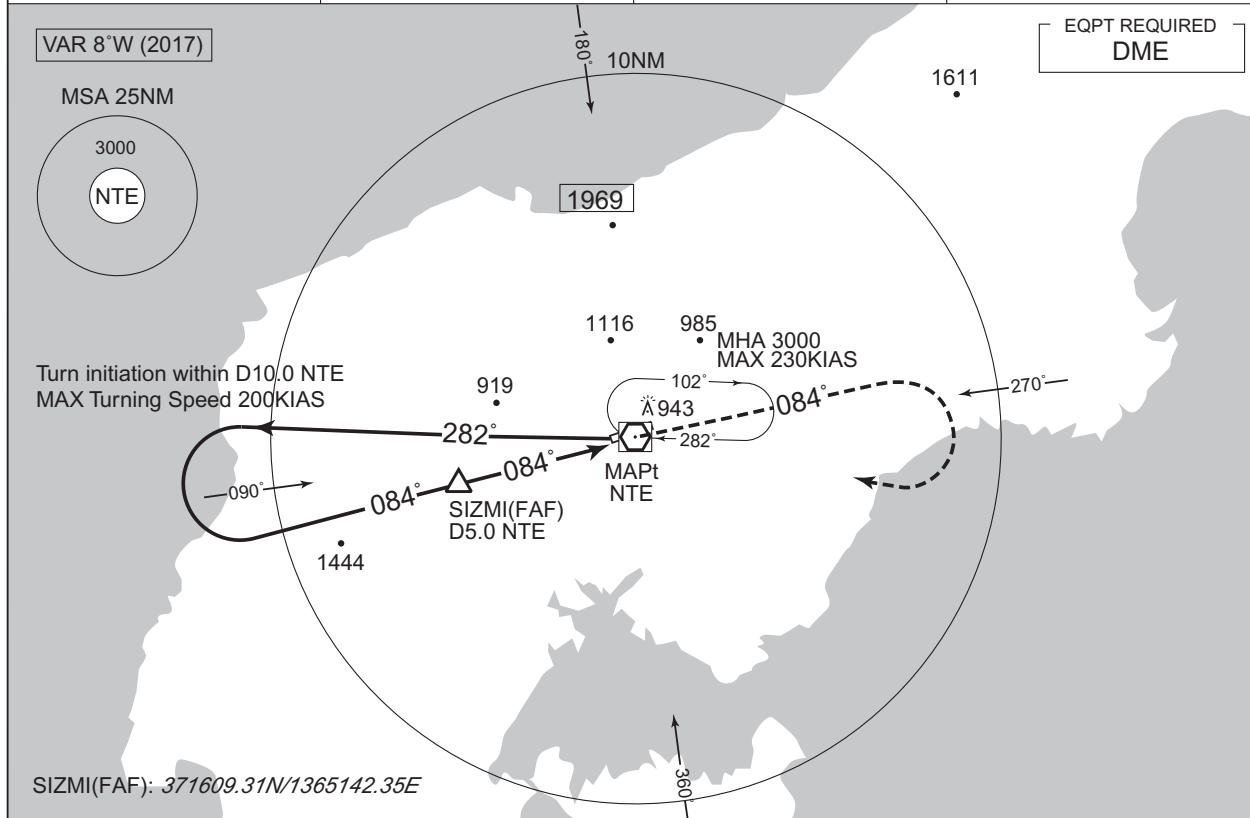 VAR 8°W (2017)
180°
10NM
EQPT REQUIRED
DME
MSA 25NM
3000
NTE
1611
1969
1116
985
MHA 3000
MAX 230KIAS
Turn initiation within D10.0 NTE
MAX Turning Speed 200KIAS
919
102°
943
084°
270°
282°
282°
084°
MAPt
NTE
090°
084°
SIZMI(FAF)
D5.0 NTE
1444
360°
SIZMI(FAF): 371609.31N/1365142.35E